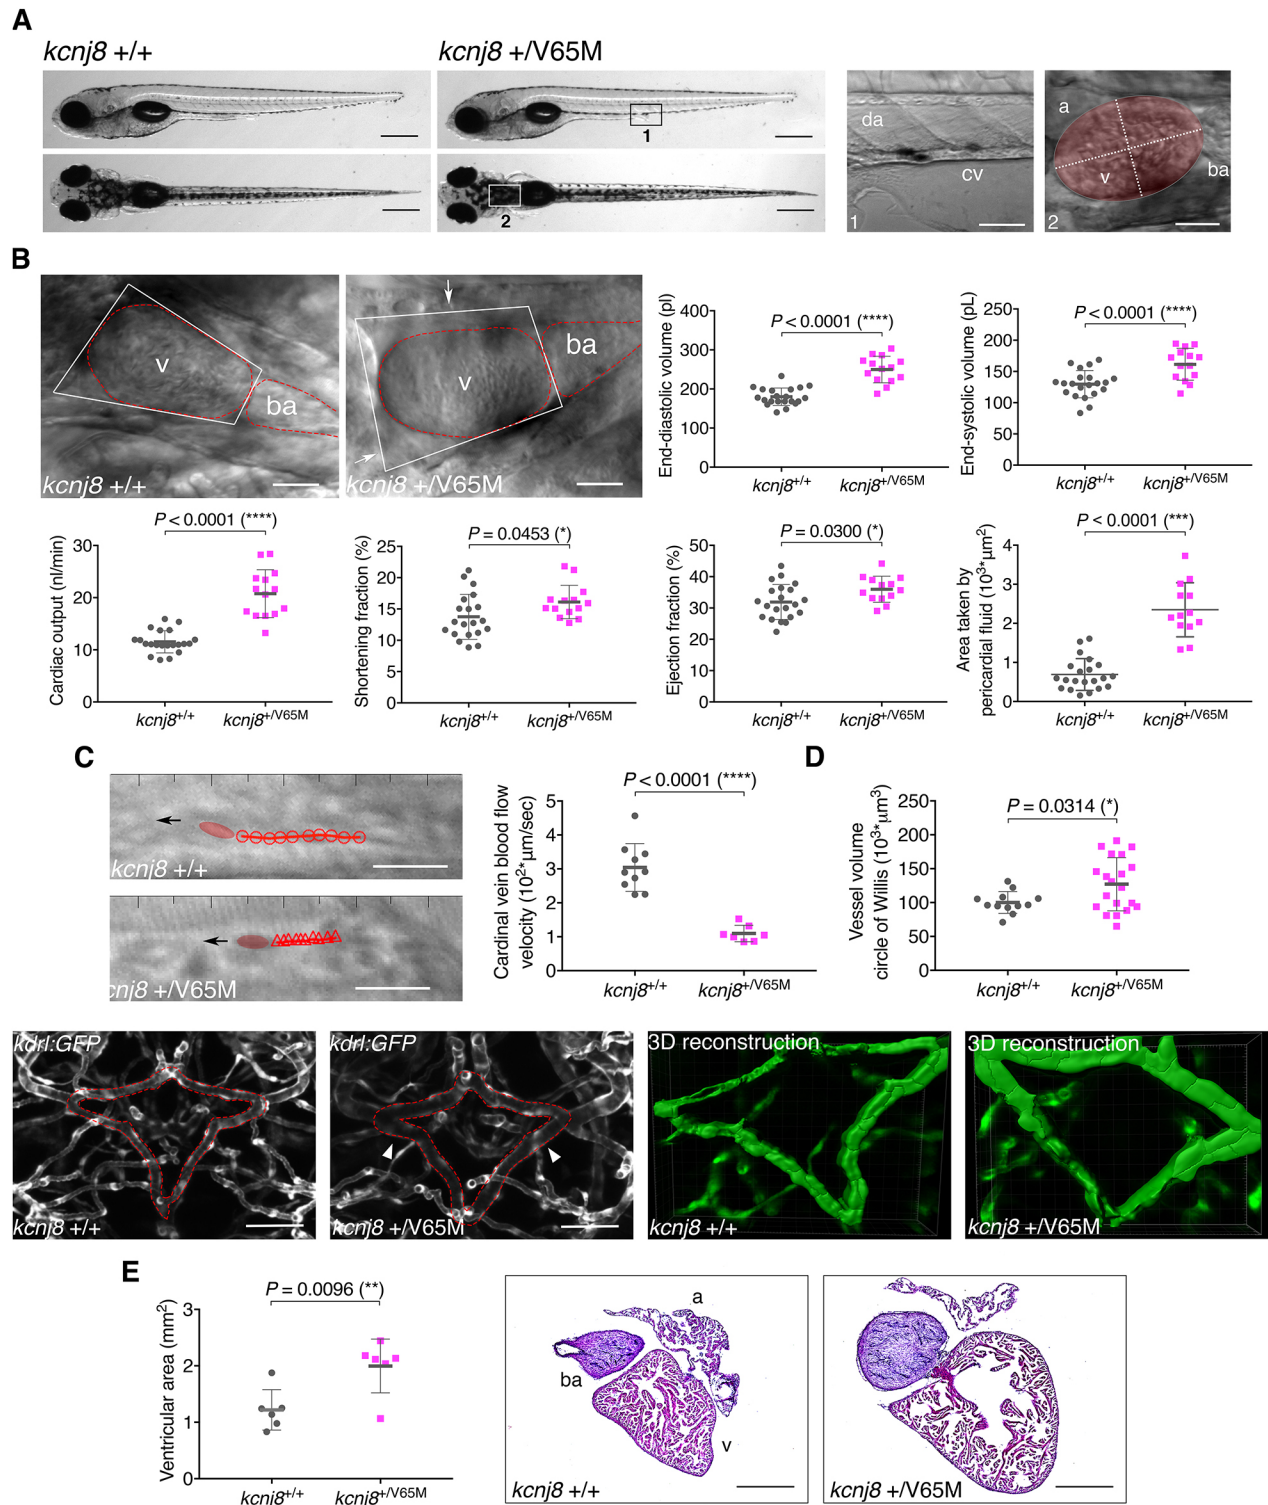 A
kcnj8 +/+
kcnj8 +/V65M
1
2
da
cv
1
a
v
ba
2
B
v
ba
kcnj8 +/+
v
ba
kcnj8 +/V65M
End-diastolic volume (pl)
400
300
200
100
0
P < 0.0001 (****)
kcnj8+/+
kcnj8+/V65M
End-systolic volume (pL)
250
200
150
100
50
0
P < 0.0001 (****)
kcnj8+/+
kcnj8+/V65M
Cardiac output (nl/min)
30
20
10
0
P < 0.0001 (****)
kcnj8+/+
kcnj8+/V65M
Shortening fraction (%)
25
20
15
10
5
0
P = 0.0453 (*)
kcnj8+/+
kcnj8+/V65M
Ejection fraction (%)
50
40
30
20
10
0
P = 0.0300 (*)
kcnj8+/+
kcnj8+/V65M
Area taken by
pericardial fluid (10³*µm²)
4
3
2
1
0
P < 0.0001 (***)
kcnj8+/+
kcnj8+/V65M
C
kcnj8 +/+
cnj8 +/V65M
Cardinal vein blood flow
velocity (10²*µm/sec)
5
4
3
2
1
0
P < 0.0001 (****)
kcnj8+/+
kcnj8+/V65M
D
Vessel volume
circle of Willis (10³*µm³)
250
200
150
100
50
0
P = 0.0314 (*)
kcnj8+/+
kcnj8+/V65M
kdrl:GFP
kcnj8 +/+
kdrl:GFP
kcnj8 +/V65M
3D reconstruction
kcnj8 +/+
3D reconstruction
kcnj8 +/V65M
E
Ventricular area (mm²)
3
2
1
0
P = 0.0096 (**)
kcnj8+/+
kcnj8+/V65M
a
ba
v
kcnj8 +/+
kcnj8 +/V65M